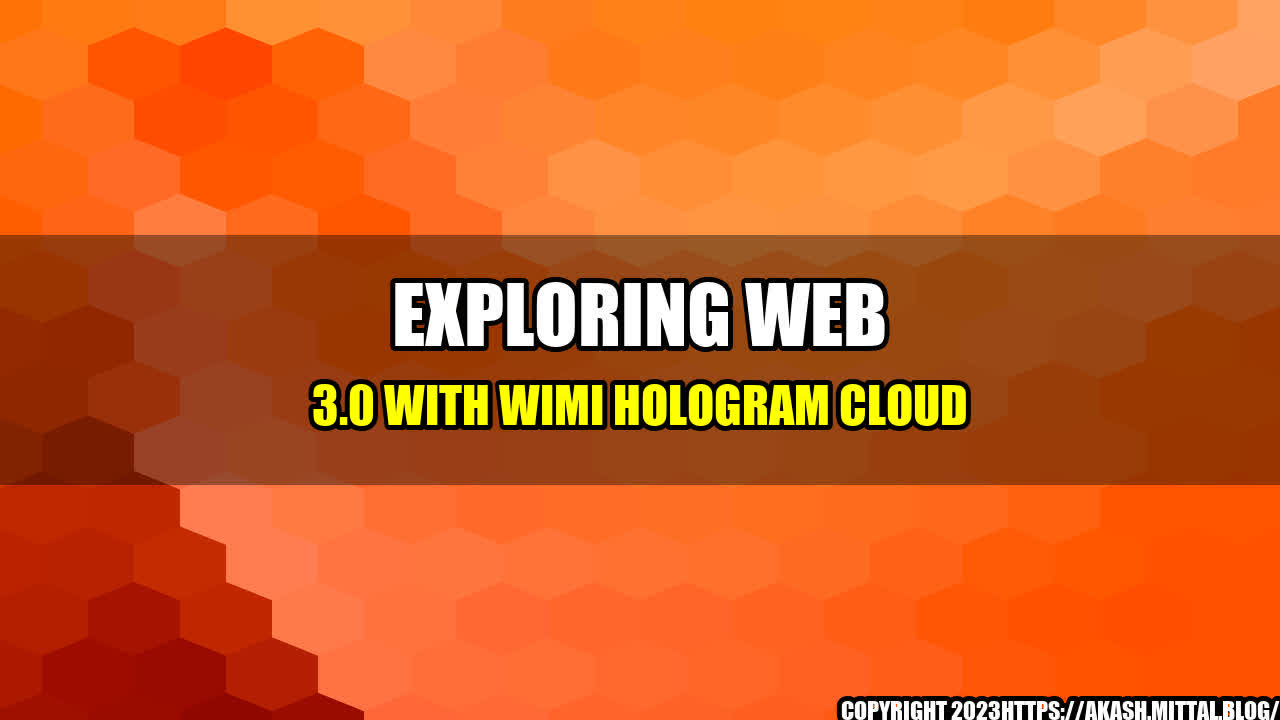 EXPLORING WEB
3.0 WITH WIMI HOLOGRAM CLOUD
COPYRIGHT 2023HTTPS://AKASH.MITTAL.BLOG/